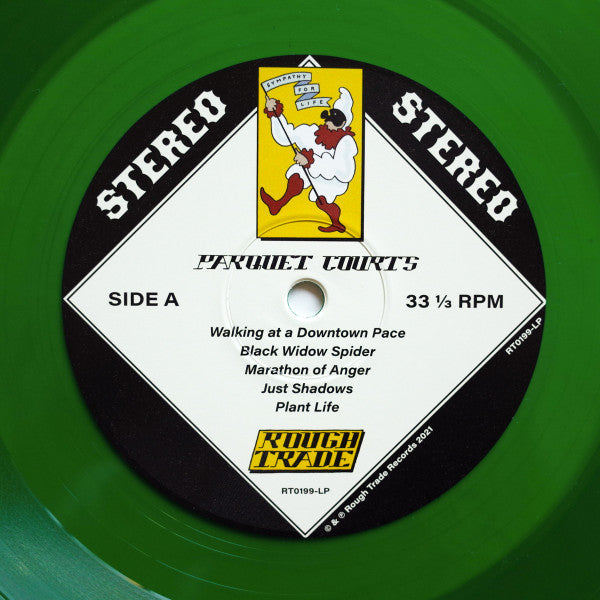 STEREO
STEREO
SYMPATHY
FOR
LIFE
PARQUET COURTS
SIDE A
33 ⅓ RPM
Walking at a Downtown Pace
Black Widow Spider
Marathon of Anger
Just Shadows
Plant Life
ROUGH
TRADE
RT0199-LP
RT0199-LP
© & ℗ Rough Trade Records 2021